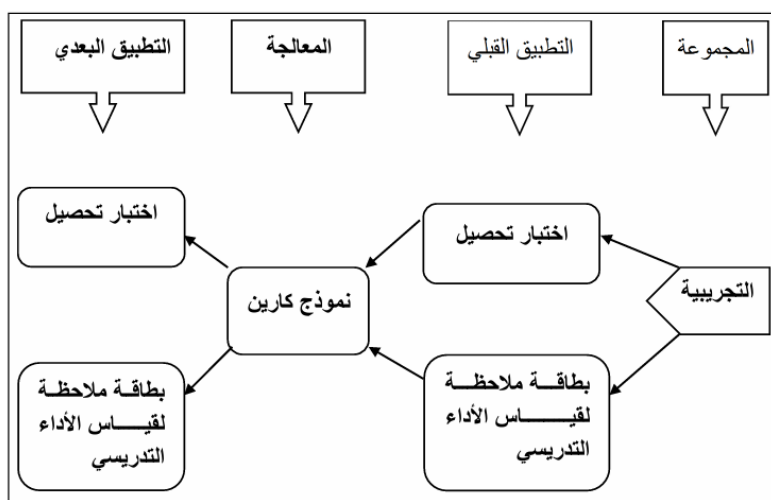 المجموعة
التطبيق القبلي
المعالجة
التطبيق البعدي
التجريبية
اختبار تحصيل
بطاقة ملاحظة
لقياس الأداء
التدريسي
نموذج كارين
اختبار تحصيل
بطاقة ملاحظة
لقياس الأداء
التدريسي